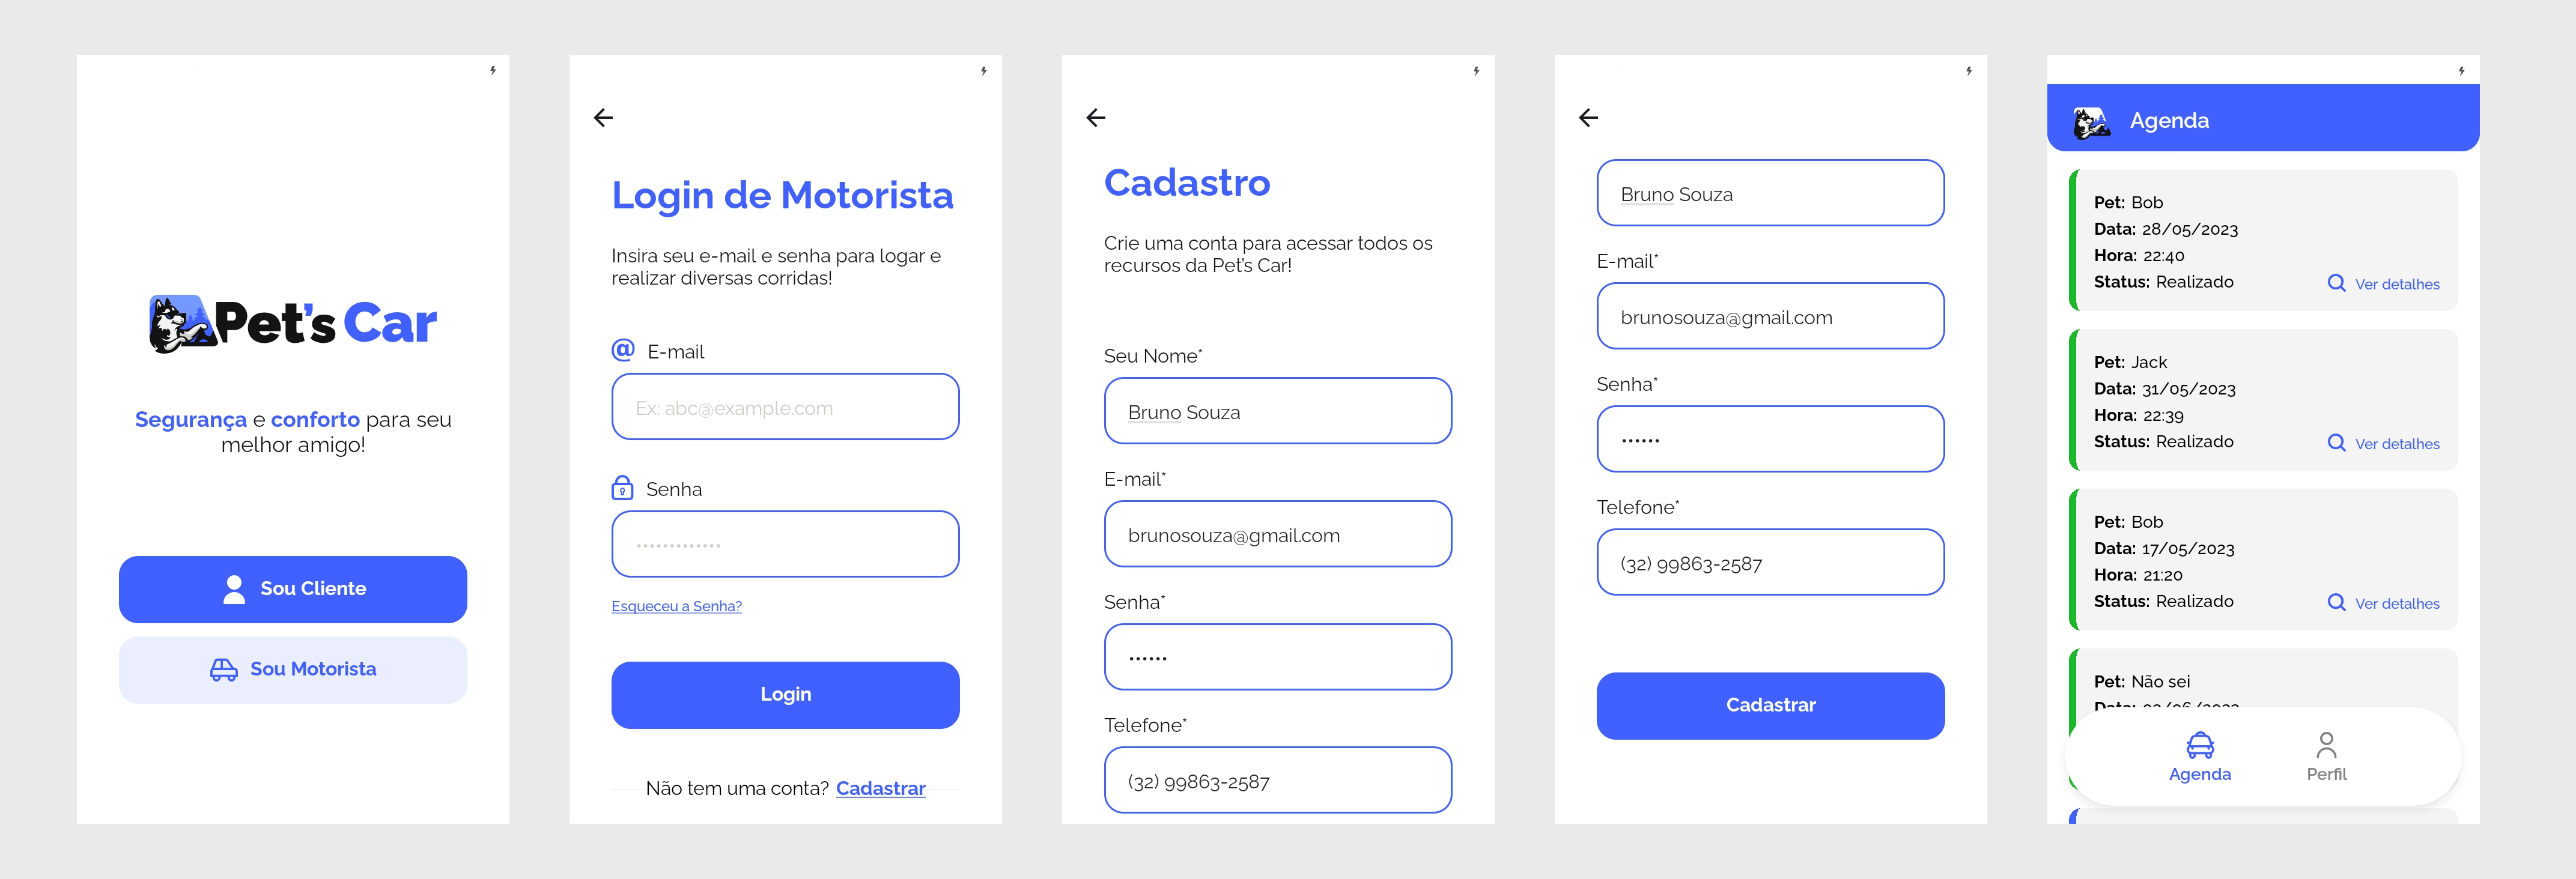 Pet's Car
Segurança e conforto para seu
melhor amigo!
Sou Cliente
Sou Motorista
Login de Motorista
Insira seu e-mail e senha para logar e
realizar diversas corridas!
@ E-mail
Ex: abc@example.com
Senha
Esqueceu a Senha?
Login
Não tem uma conta? Cadastrar
Cadastro
Crie uma conta para acessar todos os
recursos da Pet's Car!
Seu Nome*
Bruno Souza
E-mail*
brunosouza@gmail.com
Senha*
••••••
Telefone*
(32) 99863-2587
Bruno Souza
E-mail*
brunosouza@gmail.com
Senha*
••••••
Telefone*
(32) 99863-2587
Cadastrar
Agenda
Pet: Bob
Data: 28/05/2023
Hora: 22:40
Status: Realizado
Ver detalhes
Pet: Jack
Data: 31/05/2023
Hora: 22:39
Status: Realizado
Ver detalhes
Pet: Bob
Data: 17/05/2023
Hora: 21:20
Status: Realizado
Ver detalhes
Pet: Não sei
Data:
Agenda
Perfil